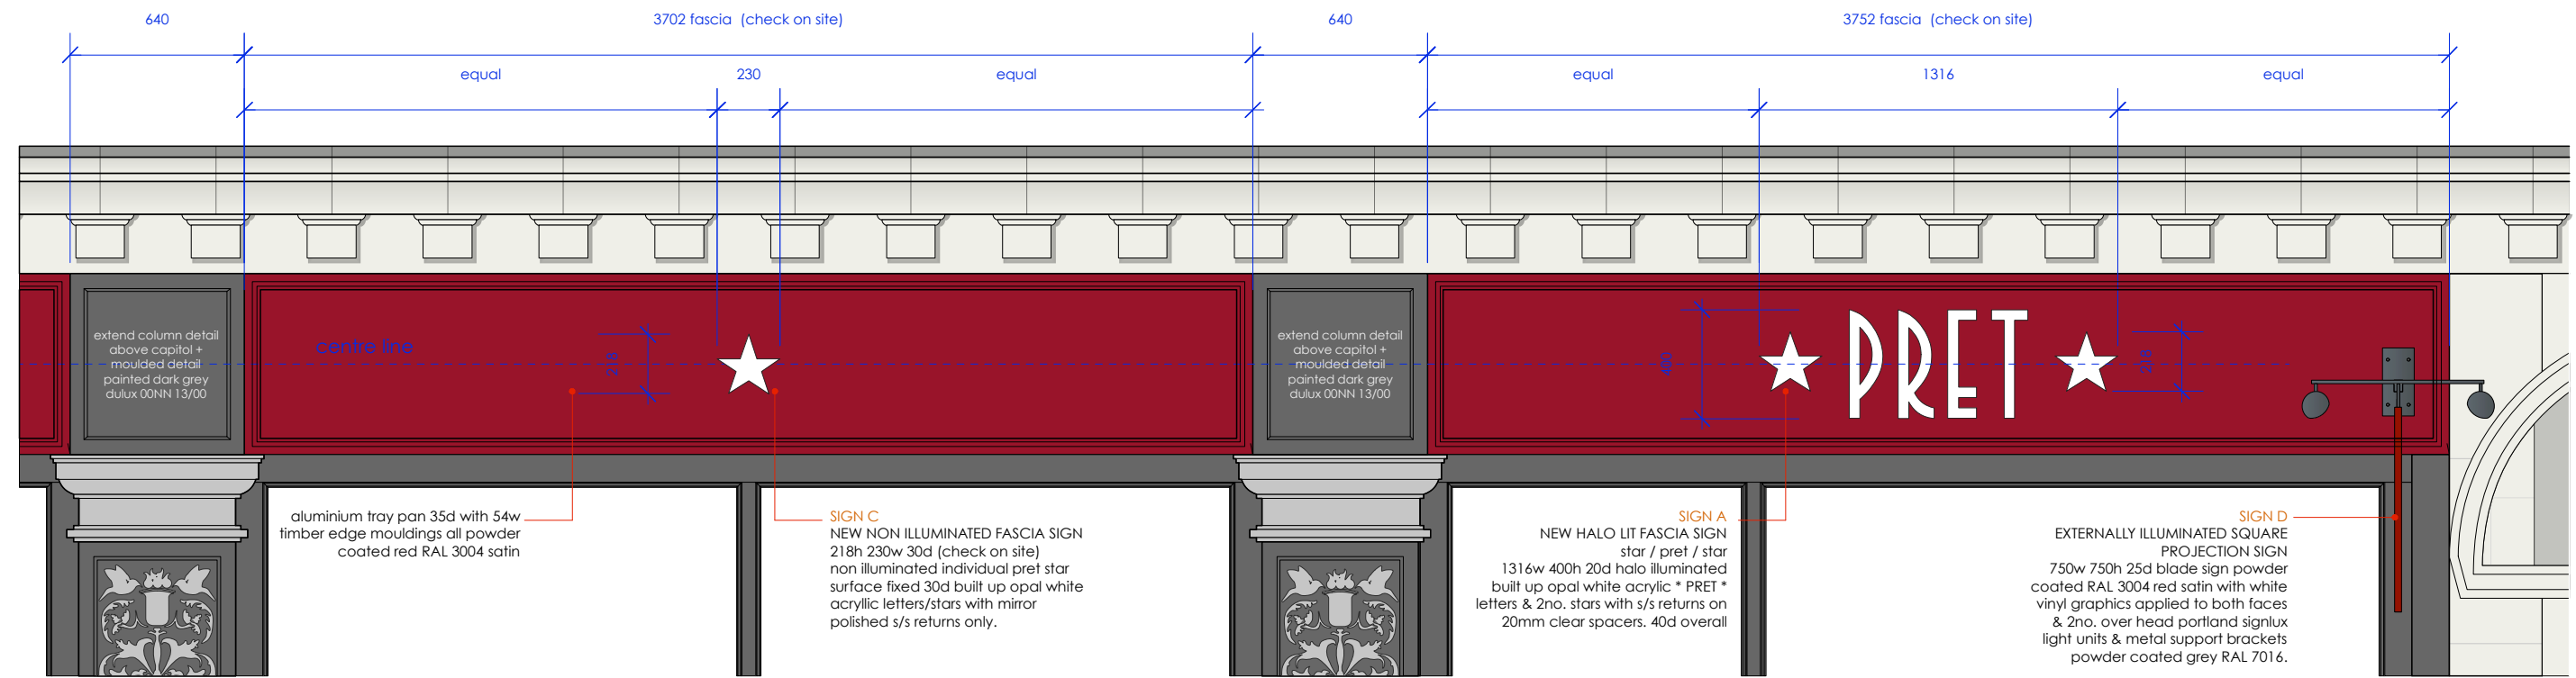 640
3702 fascia (check on site)
640
3752 fascia (check on site)
equal
230
equal
equal
1316
equal
extend column detail
above capitol +
moulded detail
painted dark grey
dulux 00NN 13/00
centre line
218
extend column detail
above capitol +
moulded detail
painted dark grey
dulux 00NN 13/00
400
PRET
218
aluminium tray pan 35d with 54w
timber edge mouldings all powder
coated red RAL 3004 satin
SIGN C
NEW NON ILLUMINATED FASCIA SIGN
218h 230w 30d (check on site)
non illuminated individual pret star
surface fixed 30d built up opal white
acryllic letters/stars with mirror
polished s/s returns only.
SIGN A
NEW HALO LIT FASCIA SIGN
star / pret / star
1316w 400h 20d halo illuminated
built up opal white acrylic * PRET *
letters & 2no. stars with s/s returns on
20mm clear spacers. 40d overall
SIGN D
EXTERNALLY ILLUMINATED SQUARE
PROJECTION SIGN
750w 750h 25d blade sign powder
coated RAL 3004 red satin with white
vinyl graphics applied to both faces
& 2no. over head portland signlux
light units & metal support brackets
powder coated grey RAL 7016.